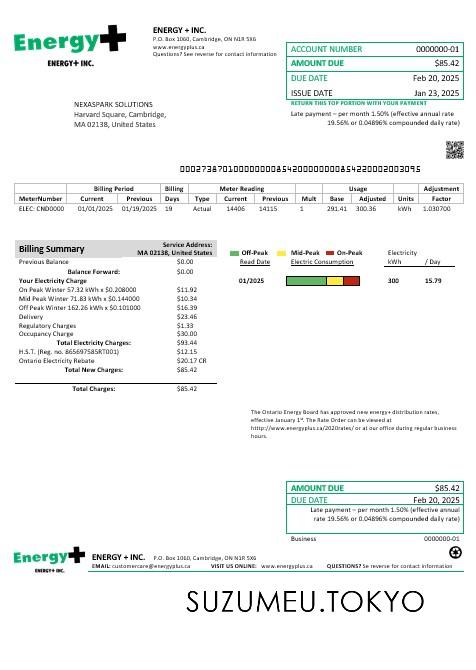 Energy+
ENERGY+ INC.
ENERGY + INC.
P.O. Box 1060, Cambridge, ON N1R 5X6
www.energyplus.ca
Questions? See reverse for contact information
ACCOUNT NUMBER 0000000-01
AMOUNT DUE $85.42
DUE DATE Feb 20, 2025
ISSUE DATE Jan 23, 2025
RETURN THIS TOP PORTION WITH YOUR PAYMENT
Late payment – per month 1.50% (effective annual rate
19.56% or 0.04896% compounded daily rate)
NEXASPARK SOLUTIONS
Harvard Square, Cambridge,
MA 02138, United States
Billing Period Billing Meter Reading Usage Adjustment
MeterNumber Current Previous Days Type Current Previous Mult Base Adjusted Units Factor
ELEC: CND0000 01/01/2025 01/19/2025 19 Actual 14406 14115 1 291.41 300.36 kWh 1.030700
Billing Summary
Service Address:
MA 02138, United States
Previous Balance $0.00
Balance Forward: $0.00
Your Electricity Charge
On Peak Winter 57.32 kWh x $0.208000 $11.92
Mid Peak Winter 71.83 kWh x $0.144000 $10.34
Off Peak Winter 162.26 kWh x $0.101000 $16.39
Delivery $23.46
Regulatory Charges $1.33
Occupancy Charge $30.00
Total Electricity Charges: $93.44
H.S.T. (Reg. no. 865697585RT001) $12.15
Ontario Electricity Rebate $20.17 CR
Total New Charges: $85.42
Total Charges: $85.42
Off-Peak Mid-Peak On-Peak Electricity
Read Date Electric Consumption kWh / Day
01/2025 300 15.79
The Ontario Energy Board has approved new energy+ distribution rates,
effective January 1st. The Rate Order can be viewed at
http://www.energyplus.ca/2020rates/ or at our office during regular business
hours.
AMOUNT DUE $85.42
DUE DATE Feb 20, 2025
Late payment – per month 1.50% (effective annual
rate 19.56% or 0.04896% compounded daily rate)
Business 0000000-01
Energy+
ENERGY+ INC.
ENERGY + INC. P.O. Box 1060, Cambridge, ON N1R 5X6
EMAIL: customercare@energyplus.ca VISIT US ONLINE: www.energyplus.ca QUESTIONS? Se reverse for contact information
SUZUMEU.TOKYO